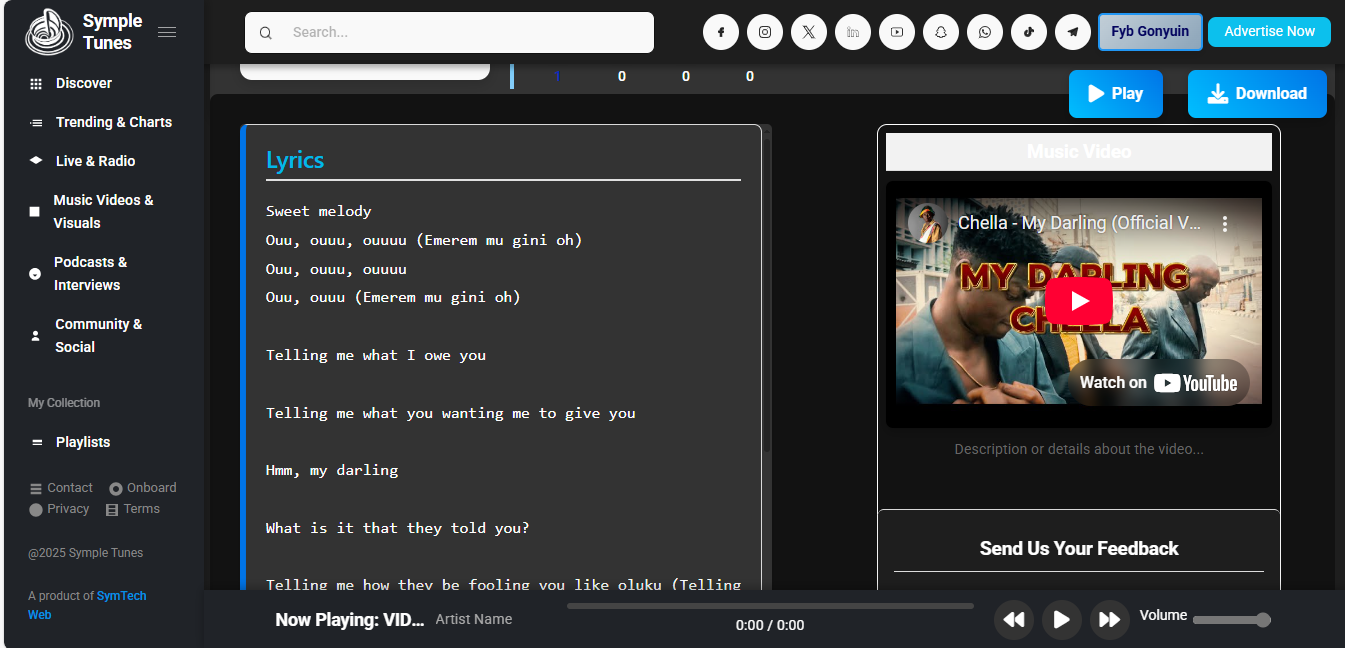 Symple
Tunes
Search...
Fyb Gonyuin
Advertise Now
Discover
Trending & Charts
Live & Radio
Music Videos &
Visuals
Podcasts &
Interviews
Community &
Social
My Collection
Playlists
Contact
Onboard
Privacy
Terms
@2025 Symple Tunes
A product of SymTech
Web
1 0 0 0
Play
Download
Lyrics
Sweet melody
Ouu, ouuu, ouuuu (Emerem mu gini oh)
Ouu, ouuu, ouuuu
Ouu, ouuu (Emerem mu gini oh)
Telling me what I owe you
Telling me what you wanting me to give you
Hmm, my darling
What is it that they told you?
Telling me how they be fooling you like oluku (Telling
Music Video
Chella - My Darling (Official V...
MY DARLING
CHELLA
Watch on YouTube
Description or details about the video...
Send Us Your Feedback
Now Playing: VID...
Artist Name
0:00 / 0:00
Volume